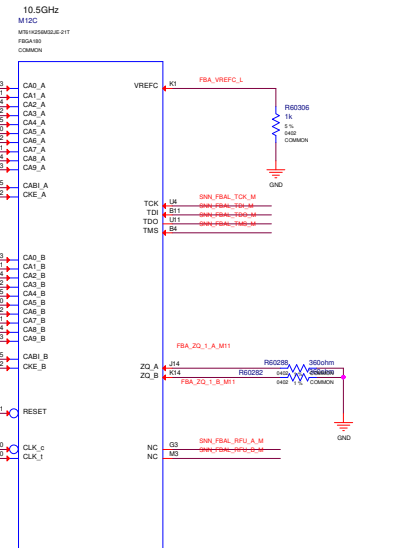 10.5GHz
M12C
MT61K256M32JE-21T
FBGA180
COMMON
CA0_A
CA1_A
CA2_A
CA3_A
CA4_A
CA5_A
CA6_A
CA7_A
CA8_A
CA9_A
CABI_A
CKE_A
CA0_B
CA1_B
CA2_B
CA3_B
CA4_B
CA5_B
CA6_B
CA7_B
CA8_B
CA9_B
CABI_B
CKE_B
RESET
CLK_c
CLK_t
VREFC K1 FBA_VREFC_L
R60306
1k
5 %
0402
COMMON
GND
TCK U4 SNN_FBAL_TCK_M
TDI B11 SNN_FBAL_TDI_M
TDO U11 SNN_FBAL_TDO_M
TMS B4 SNN_FBAL_TMS_M
FBA_ZQ_1_A_M11
ZQ_A J14 R60288 360ohm
ZQ_B K14 R60282
FBA_ZQ_1_B_M11 0402 1 % COMMON
GND
NC G3 SNN_FBAL_RFU_A_M
NC M3 SNN_FBAL_RFU_B_M